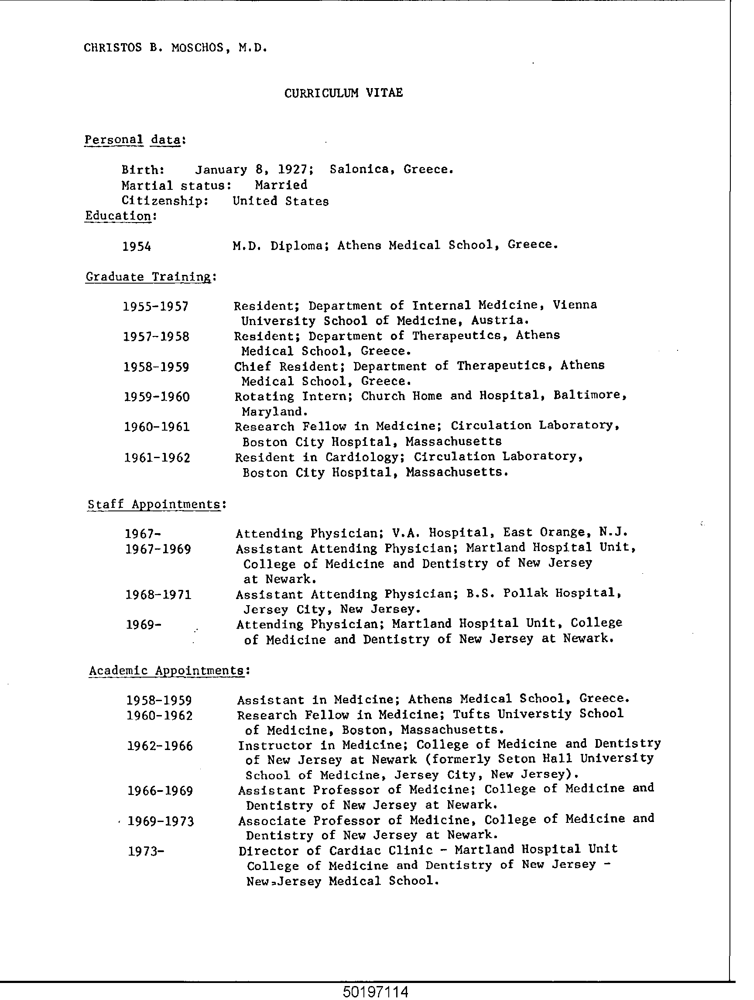 CHRISTOS B. MOSCHOS, M.D.
CURRICULUM VITAE
Personal data:
Birth: January 8, 1927; Salonica, Greece.
Martial status: Married
Citizenship: United States
Education:
1954 M.D. Diploma; Athens Medical School, Greece.
Graduate Training:
1955-1957 Resident; Department of Internal Medicine, Vienna
University School of Medicine, Austria.
1957-1958 Resident; Department of Therapeutics, Athens
Medical School, Greece.
1958-1959 Chief Resident; Department of Therapeutics, Athens
Medical School, Greece.
1959-1960 Rotating Intern; Church Home and Hospital, Baltimore,
Maryland.
1960-1961 Research Fellow in Medicine; Circulation Laboratory,
Boston City Hospital, Massachusetts
1961-1962 Resident in Cardiology; Circulation Laboratory,
Boston City Hospital, Massachusetts.
Staff Appointments:
1967- Attending Physician; V.A. Hospital, East Orange, N.J.
1967-1969 Assistant Attending Physician; Martland Hospital Unit,
College of Medicine and Dentistry of New Jersey
at Newark.
1968-1971 Assistant Attending Physician; B.S. Pollak Hospital,
Jersey City, New Jersey.
1969- Attending Physician; Martland Hospital Unit, College
of Medicine and Dentistry of New Jersey at Newark.
Academic Appointments:
1958-1959 Assistant in Medicine; Athens Medical School, Greece.
1960-1962 Research Fellow in Medicine; Tufts Universtiy School
of Medicine, Boston, Massachusetts.
1962-1966 Instructor in Medicine; College of Medicine and Dentistry
of New Jersey at Newark (formerly Seton Hall University
School of Medicine, Jersey City, New Jersey).
1966-1969 Assistant Professor of Medicine; College of Medicine and
Dentistry of New Jersey at Newark.
1969-1973 Associate Professor of Medicine, College of Medicine and
Dentistry of New Jersey at Newark.
1973- Director of Cardiac Clinic - Martland Hospital Unit
College of Medicine and Dentistry of New Jersey -
New-Jersey Medical School.
50197114